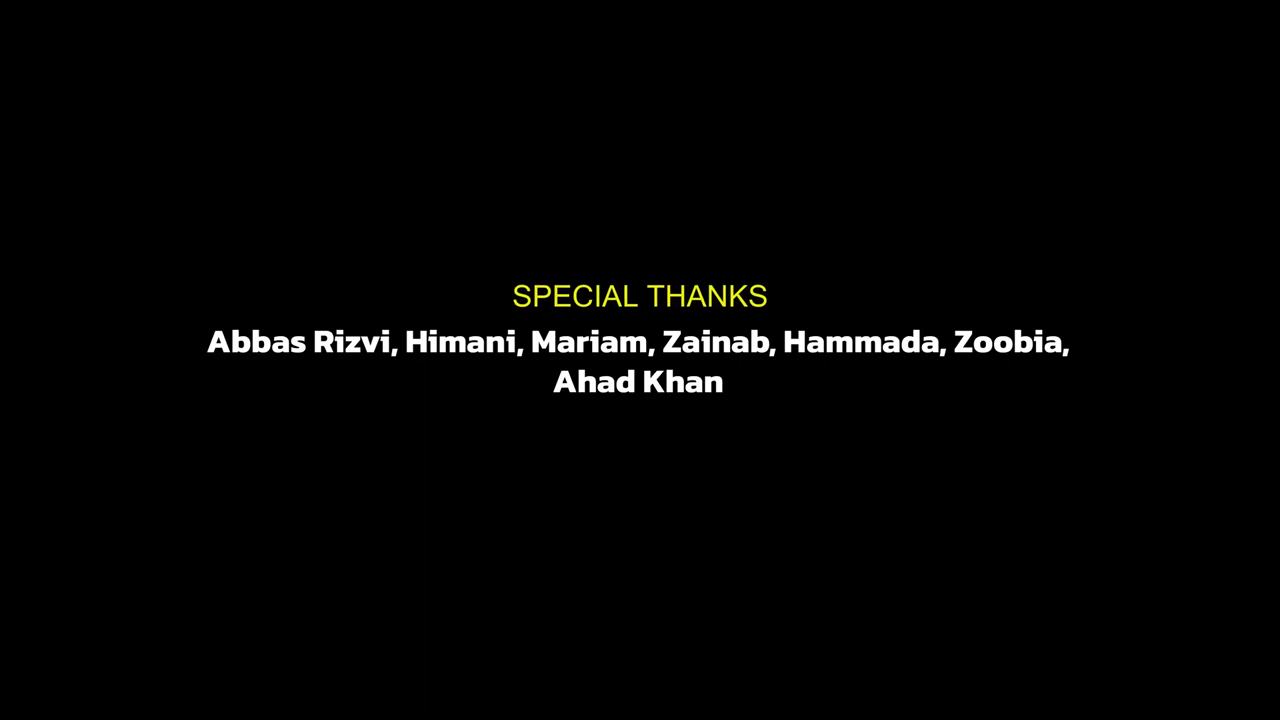 SPECIAL THANKS
Abbas Rizvi, Himani, Mariam, Zainab, Hammada, Zoobia,
Ahad Khan